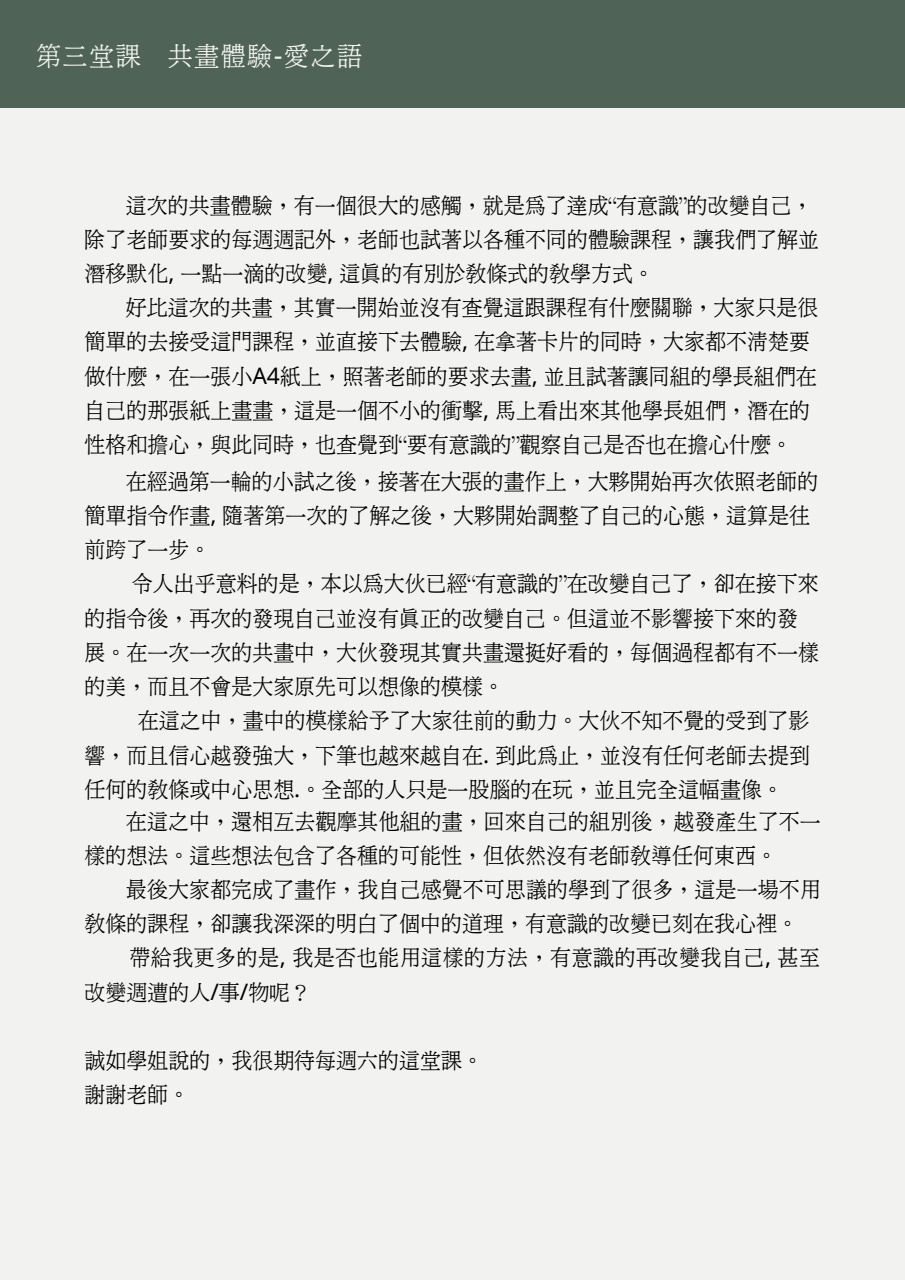 第三堂課　共畫體驗-愛之語
這次的共畫體驗，有一個很大的感觸，就是為了達成“有意識”的改變自己，
除了老師要求的每週週記外，老師也試著以各種不同的體驗課程，讓我們了解並
潛移默化, 一點一滴的改變, 這真的有別於教條式的教學方式。
好比這次的共畫，其實一開始並沒有查覺這跟課程有什麼關聯，大家只是很
簡單的去接受這門課程，並直接下去體驗, 在拿著卡片的同時，大家都不清楚要
做什麼，在一張小A4紙上，照著老師的要求去畫, 並且試著讓同組的學長組們在
自己的那張紙上畫畫，這是一個不小的衝擊, 馬上看出來其他學長姐們，潛在的
性格和擔心，與此同時，也查覺到“要有意識的”觀察自己是否也在擔心什麼。
在經過第一輪的小試之後，接著在大張的畫作上，大夥開始再次依照老師的
簡單指令作畫, 隨著第一次的了解之後，大夥開始調整了自己的心態，這算是往
前跨了一步。
令人出乎意料的是，本以為大伙已經“有意識的”在改變自己了，卻在接下來
的指令後，再次的發現自己並沒有真正的改變自己。但這並不影響接下來的發
展。在一次一次的共畫中，大伙發現其實共畫還挺好看的，每個過程都有不一樣
的美，而且不會是大家原先可以想像的模樣。
在這之中，畫中的模樣給予了大家往前的動力。大伙不知不覺的受到了影
響，而且信心越發強大，下筆也越來越自在. 到此為止，並沒有任何老師去提到
任何的教條或中心思想.。全部的人只是一股腦的在玩，並且完全這幅畫像。
在這之中，還相互去觀摩其他組的畫，回來自己的組別後，越發產生了不一
樣的想法。這些想法包含了各種的可能性，但依然沒有老師教導任何東西。
最後大家都完成了畫作，我自己感覺不可思議的學到了很多，這是一場不用
教條的課程，卻讓我深深的明白了個中的道理，有意識的改變已刻在我心裡。
帶給我更多的是, 我是否也能用這樣的方法，有意識的再改變我自己, 甚至
改變週遭的人/事/物呢？
誠如學姐說的，我很期待每週六的這堂課。
謝謝老師。